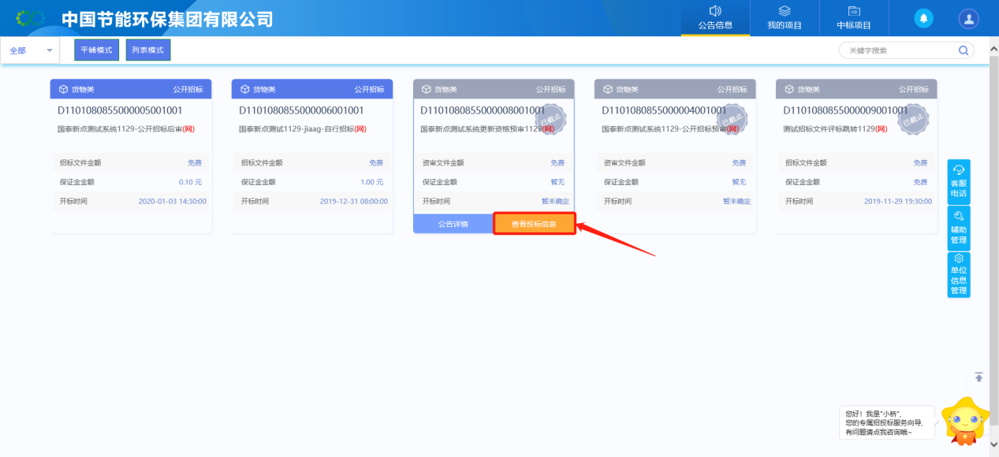 中国节能环保集团有限公司
公告信息
我的项目
中标项目
全部
平铺模式
列表模式
关键字搜索
货物类 公开招标
D1101080855000005001001
国泰新点测试系统1129-公开招标后审(网)
招标文件金额 免费
保证金金额 0.10 元
开标时间 2020-01-03 14:30:00
货物类 公开招标
D1101080855000006001001
国泰新点测试1129-jiaag-自行招标(网)
招标文件金额 免费
保证金金额 1.00 元
开标时间 2019-12-31 08:00:00
货物类 公开招标
D1101080855000008001001
已截止
国泰新点测试系统更新资格预审1129(网)
资审文件金额 免费
保证金金额 暂无
开标时间 暂未确定
公告详情 查看投标信息
货物类 公开招标
D1101080855000004001001
已截止
国泰新点测试系统1129-公开招标预审(网)
资审文件金额 免费
保证金金额 暂无
开标时间 暂未确定
货物类 公开招标
D1101080855000009001001
已截止
测试招标文件评标跳转1129(网)
招标文件金额 免费
保证金金额 免费
开标时间 2019-11-29 19:30:00
客服
电话
辅助
管理
单位
信息
管理
您好！我是"小桥",
您的专属招投标服务向导,
有问题请点我咨询哦~